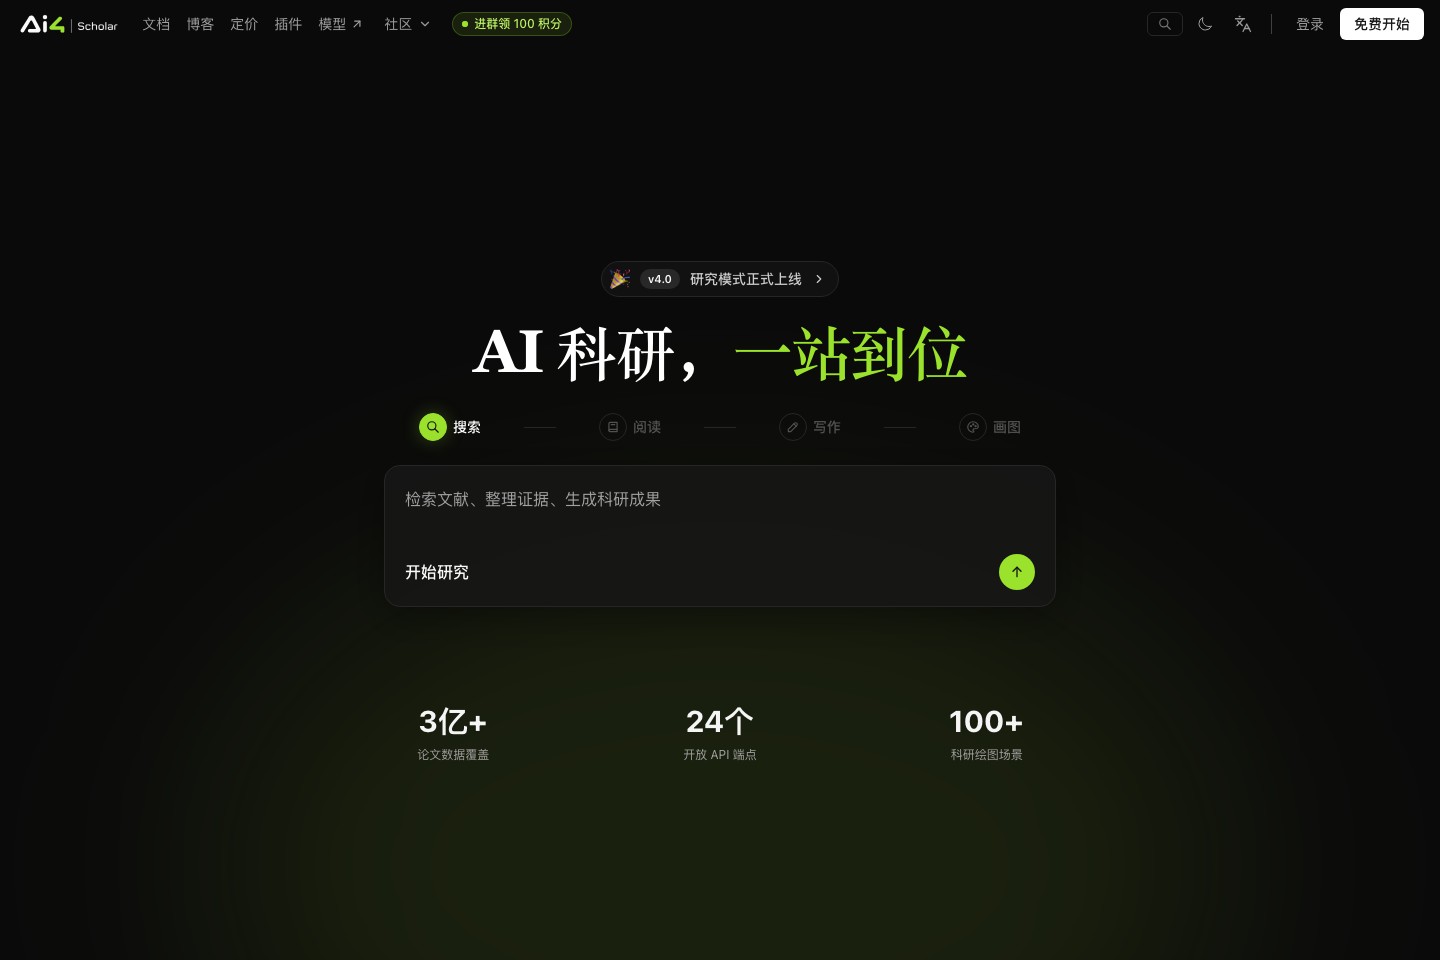 Ai4 | Scholar
文档 博客 定价 插件 模型 社区
进群领 100 积分
登录 免费开始
v4.0 研究模式正式上线
AI 科研，一站到位
搜索 阅读 写作 画图
检索文献、整理证据、生成科研成果
开始研究
3亿+ 24个 100+
论文数据覆盖 开放 API 端点 科研绘图场景